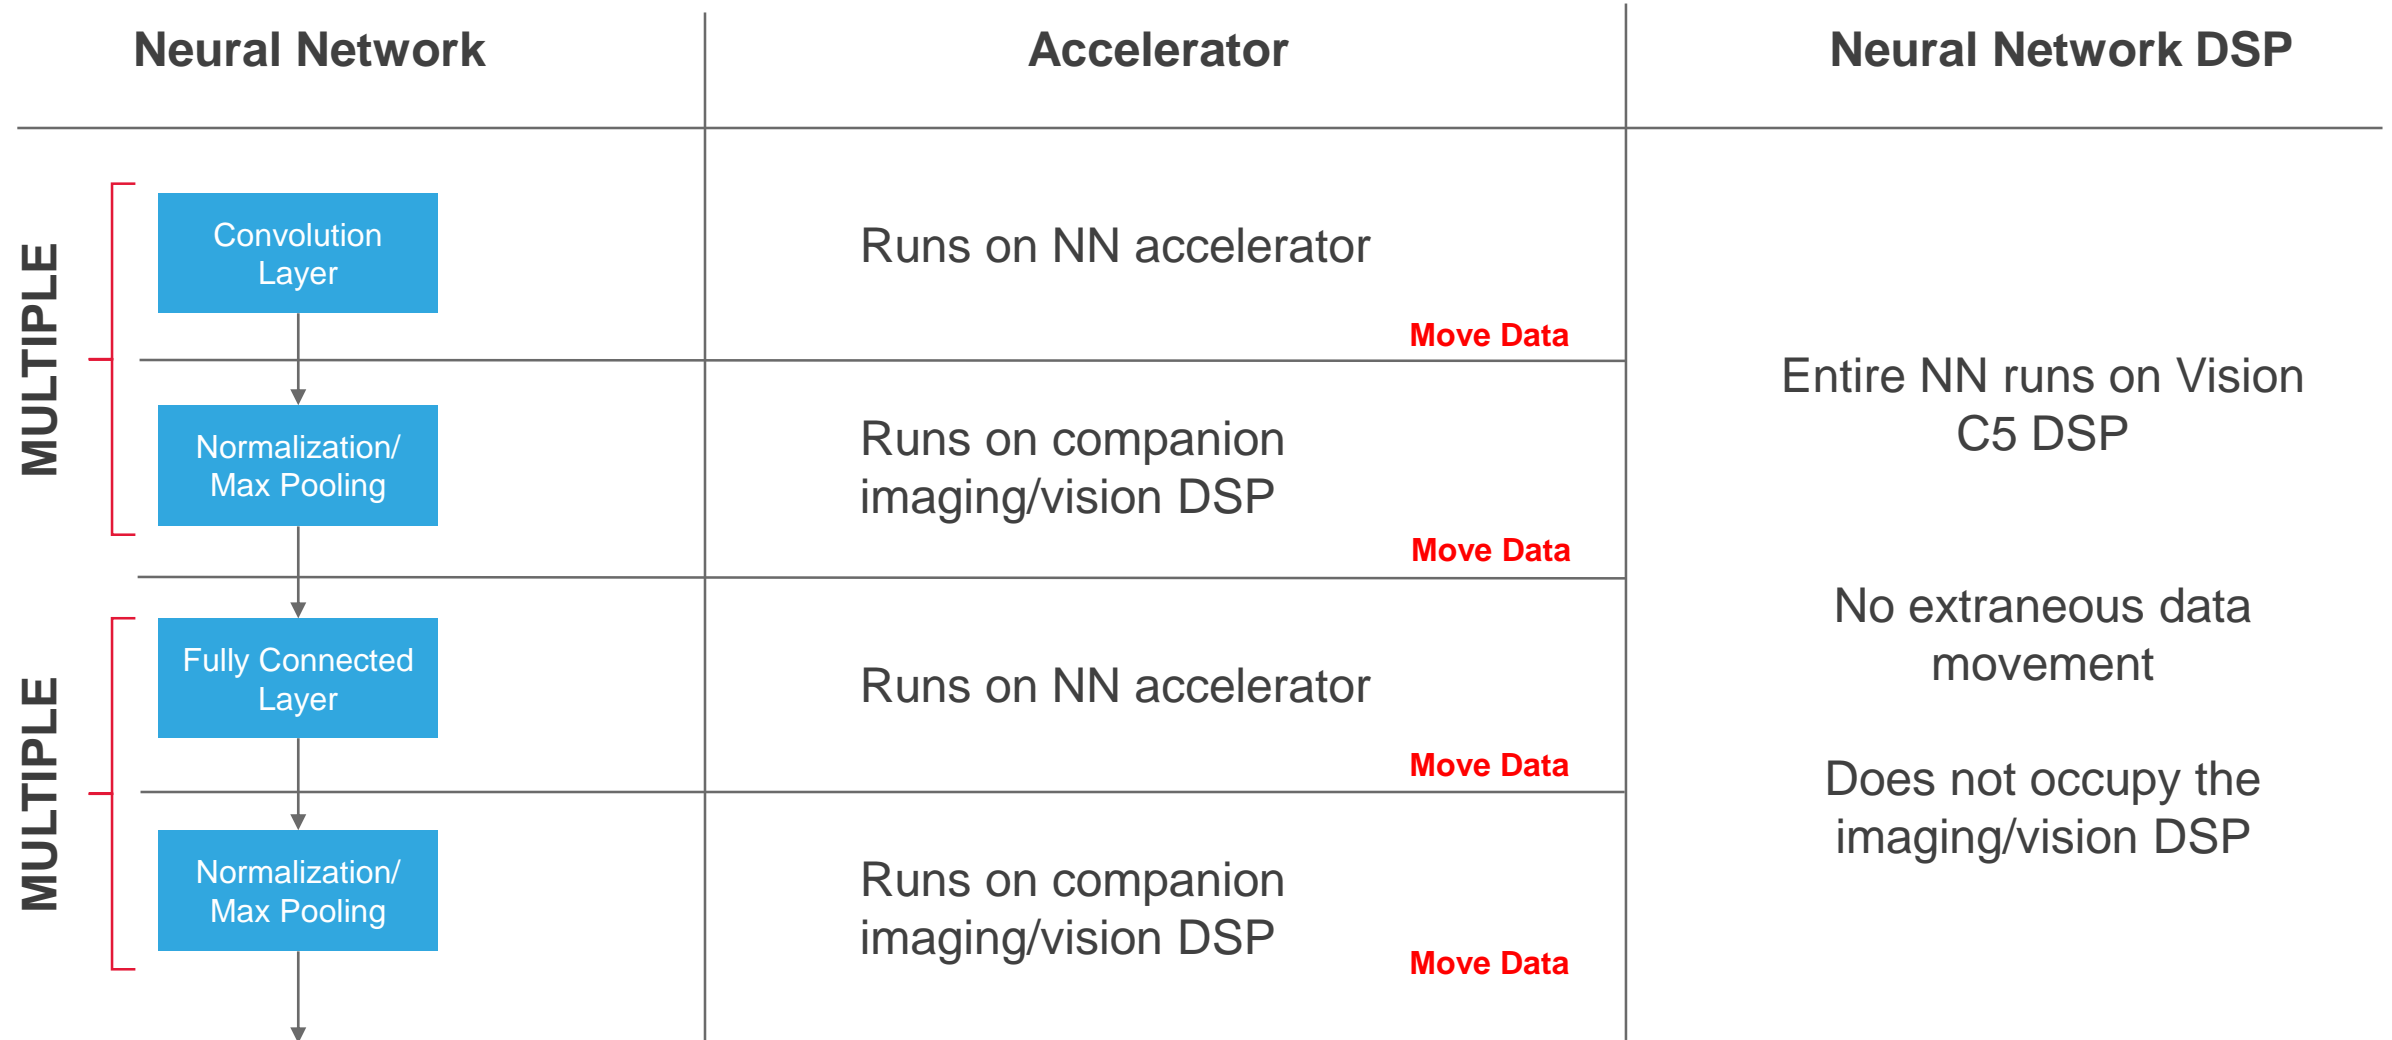 Neural Network
Accelerator
Neural Network DSP
MULTIPLE
Convolution
Layer
Runs on NN accelerator
Move Data
Normalization/
Max Pooling
Runs on companion
imaging/vision DSP
Move Data
MULTIPLE
Fully Connected
Layer
Runs on NN accelerator
Move Data
Normalization/
Max Pooling
Runs on companion
imaging/vision DSP
Move Data
Entire NN runs on Vision
C5 DSP
No extraneous data
movement
Does not occupy the
imaging/vision DSP